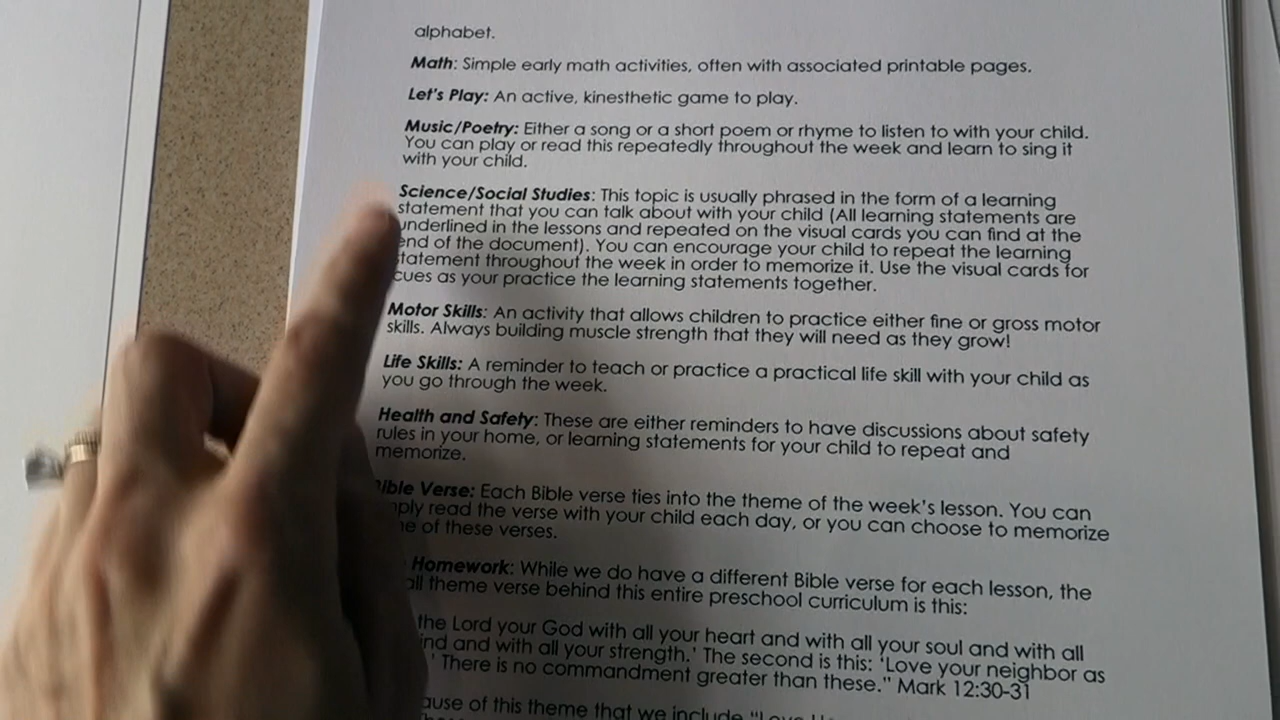 alphabet.
Math: Simple early math activities, often with associated printable pages.
Let's Play: An active, kinesthetic game to play.
Music/Poetry: Either a song or a short poem or rhyme to listen to with your child.
You can play or read this repeatedly throughout the week and learn to sing it
with your child.
Science/Social Studies: This topic is usually phrased in the form of a learning
statement that you can talk about with your child (All learning statements are
underlined in the lessons and repeated on the visual cards you can find at the
end of the document). You can encourage your child to repeat the learning
statement throughout the week in order to memorize it. Use the visual cards for
cues as your practice the learning statements together.
Motor Skills: An activity that allows children to practice either fine or gross motor
skills. Always building muscle strength that they will need as they grow!
Life Skills: A reminder to teach or practice a practical life skill with your child as
you go through the week.
Health and Safety: These are either reminders to have discussions about safety
rules in your home, or learning statements for your child to repeat and
memorize.
Bible Verse: Each Bible verse ties into the theme of the week's lesson. You can
read the verse with your child each day, or you can choose to memorize
of these verses.
Homework: While we do have a different Bible verse for each lesson, the
theme verse behind this entire preschool curriculum is this:
the Lord your God with all your heart and with all your soul and with all
and with all your strength.' The second is this: 'Love your neighbor as
' There is no commandment greater than these." Mark 12:30-31
of this theme that we include